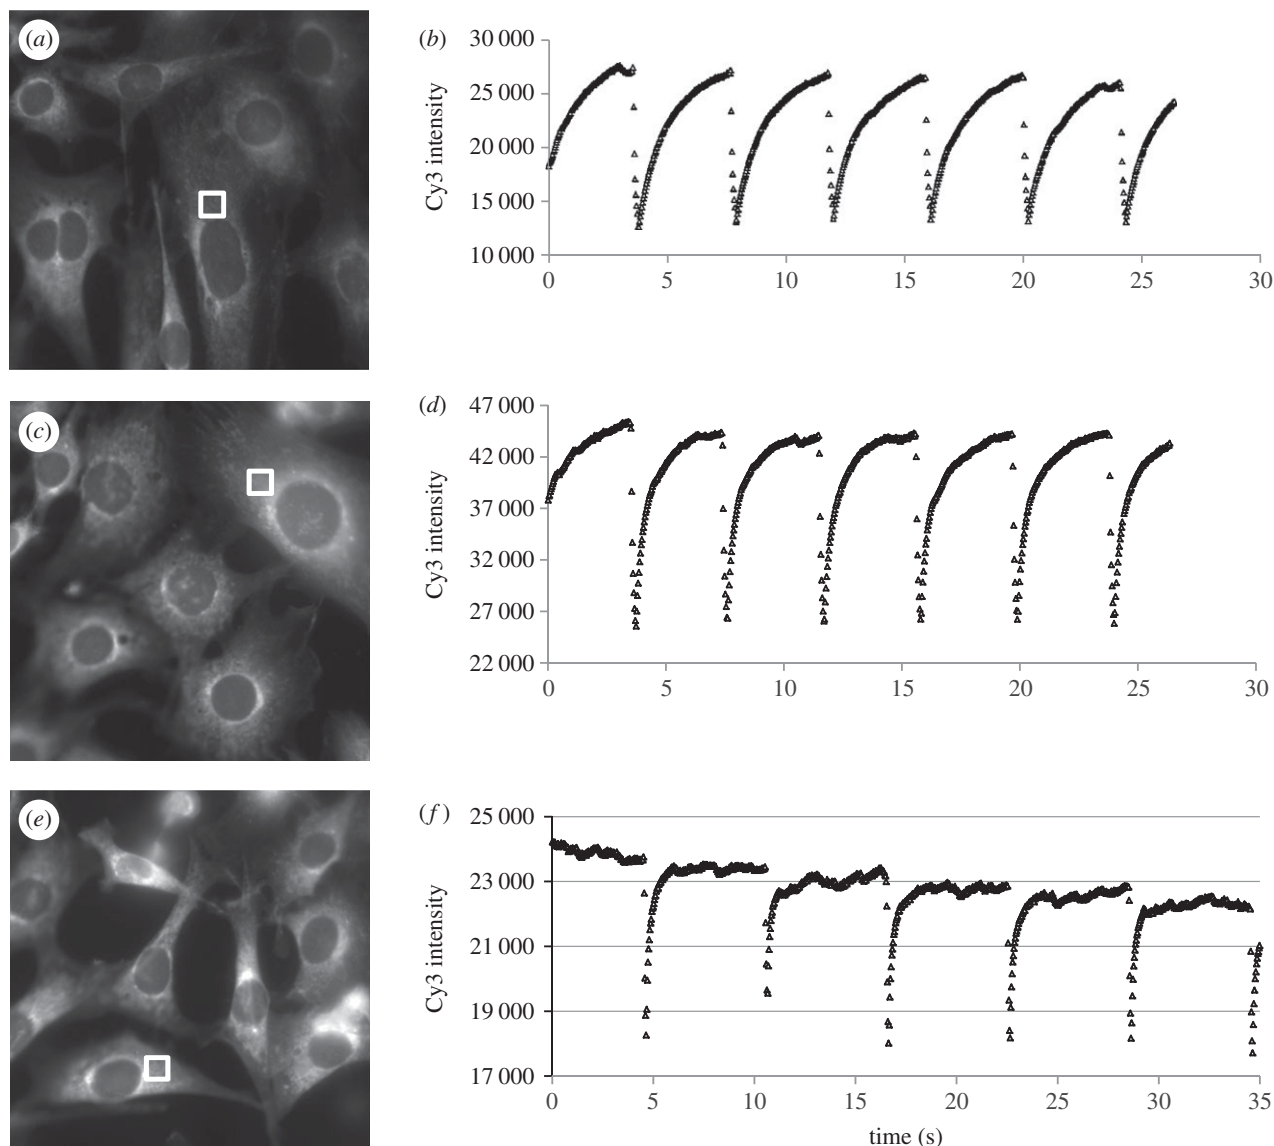 (a)
(b)
30 000
25 000
20 000
15 000
10 000
Cy3 intensity
0 5 10 15 20 25 30
(c)
(d)
47 000
42 000
37 000
32 000
27 000
22 000
Cy3 intensity
0 5 10 15 20 25 30
(e)
(f)
25 000
23 000
21 000
19 000
17 000
Cy3 intensity
0 5 10 15 20 25 30 35
time (s)